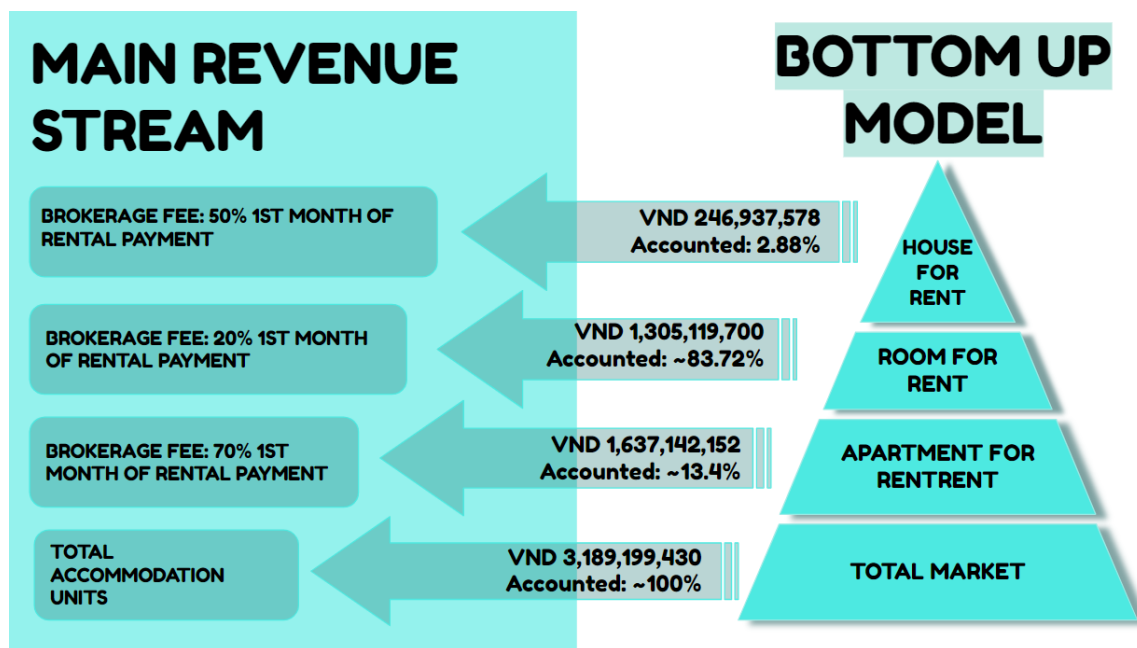 MAIN REVENUE
STREAM
BOTTOM UP
MODEL
BROKERAGE FEE: 50% 1ST MONTH OF
RENTAL PAYMENT
VND 246,937,578
Accounted: 2.88%
HOUSE
FOR
RENT
BROKERAGE FEE: 20% 1ST MONTH
OF RENTAL PAYMENT
VND 1,305,119,700
Accounted: ~83.72%
ROOM FOR
RENT
BROKERAGE FEE: 70% 1ST
MONTH OF RENTAL PAYMENT
VND 1,637,142,152
Accounted: ~13.4%
APARTMENT FOR
RENTRENT
TOTAL
ACCOMMODATION
UNITS
VND 3,189,199,430
Accounted: ~100%
TOTAL MARKET